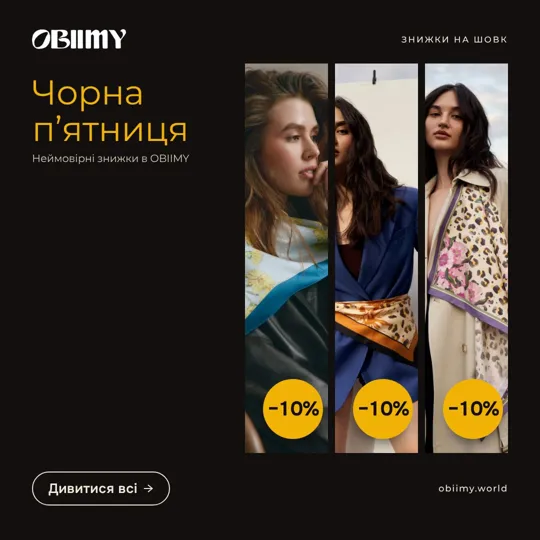 OBIIMY
ЗНИЖКИ НА ШОВК
Чорна
п’ятниця
Неймовірні знижки в OBIIMY
-10%
-10%
-10%
Дивитися всі →
obiimy.world